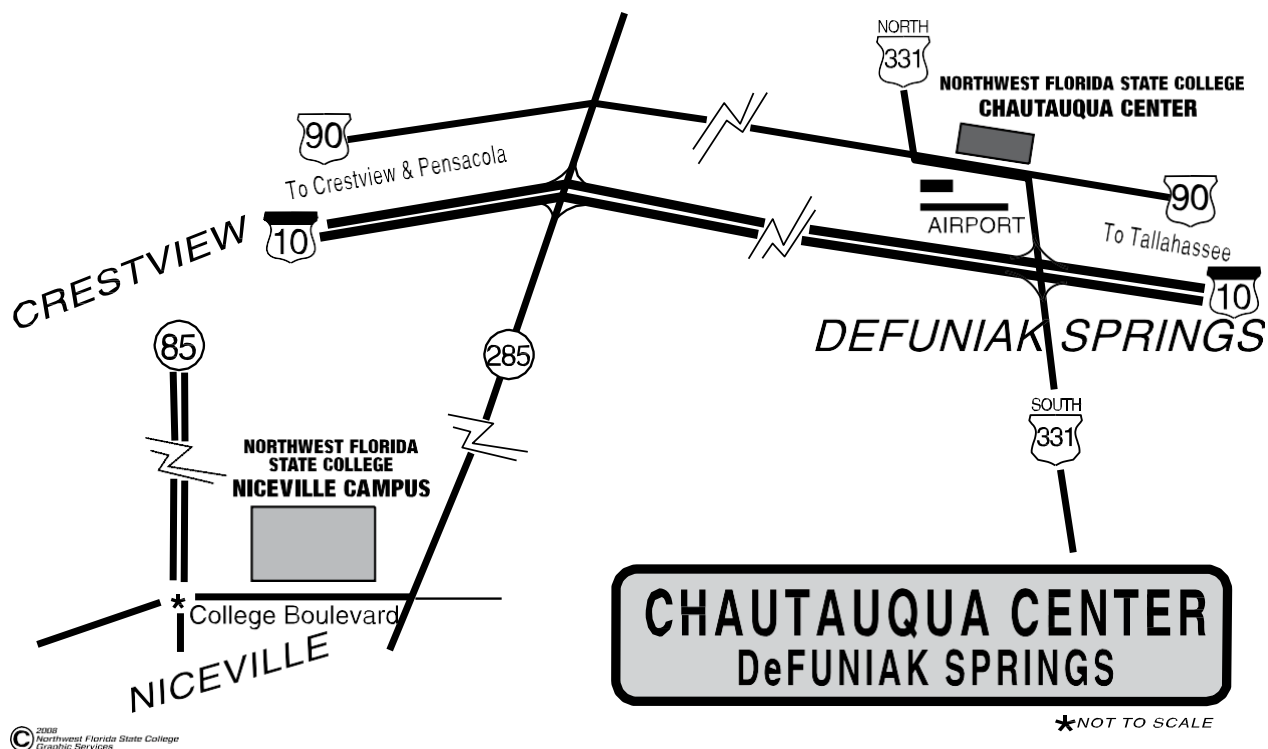 NORTH
331
NORTHWEST FLORIDA STATE COLLEGE
CHAUTAUQUA CENTER
90
To Crestview & Pensacola
90
To Tallahassee
AIRPORT
CRESTVIEW
10
10
DEFUNIAK SPRINGS
85
285
SOUTH
331
NORTHWEST FLORIDA
STATE COLLEGE
NICEVILLE CAMPUS
*
College Boulevard
NICEVILLE
CHAUTAUQUA CENTER
DeFUNIAK SPRINGS
*NOT TO SCALE
© 2008
Northwest Florida State College
Graphic Services